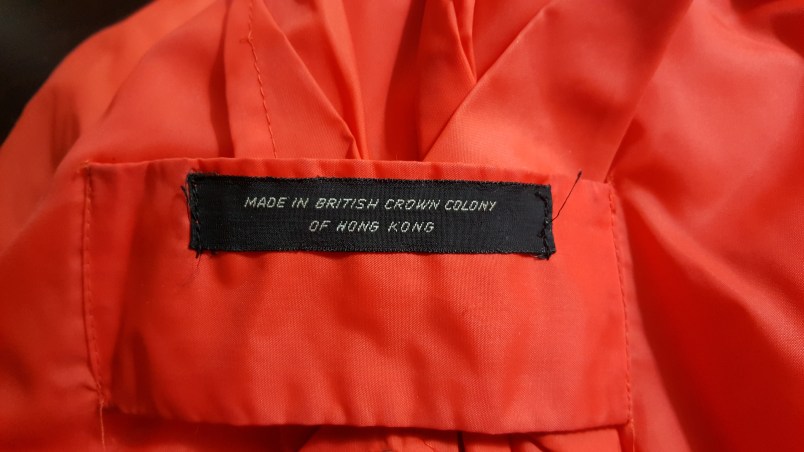 MADE IN BRITISH CROWN COLONY
OF HONG KONG